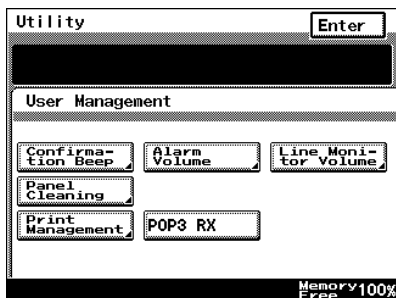 Utility
Enter
User Management
Confirma-
tion Beep
Alarm
Volume
Line Moni-
tor Volume
Panel
Cleaning
Print
Management
POP3 RX
Memory
Free
100%